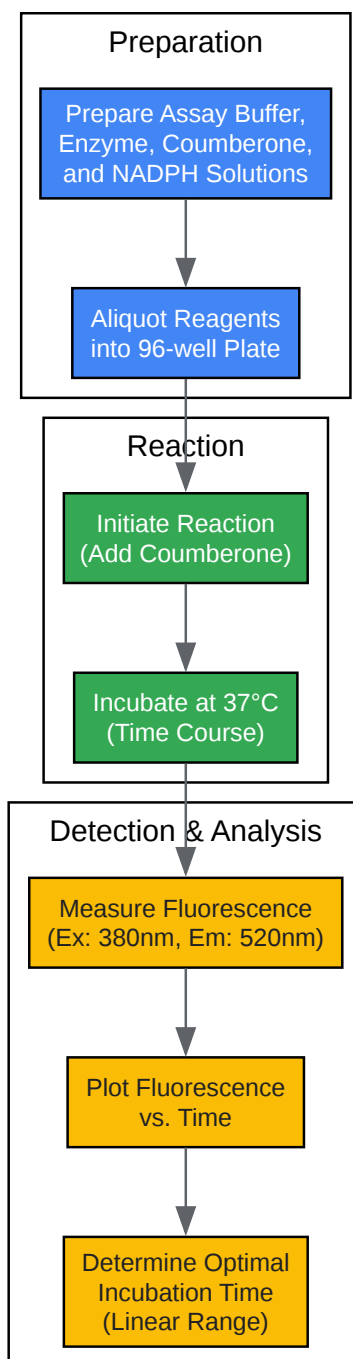 Preparation
Prepare Assay Buffer,
Enzyme, Coumberone,
and NADPH Solutions
Aliquot Reagents
into 96-well Plate
Reaction
Initiate Reaction
(Add Coumberone)
Incubate at 37°C
(Time Course)
Detection & Analysis
Measure Fluorescence
(Ex: 380nm, Em: 520nm)
Plot Fluorescence
vs. Time
Determine Optimal
Incubation Time
(Linear Range)